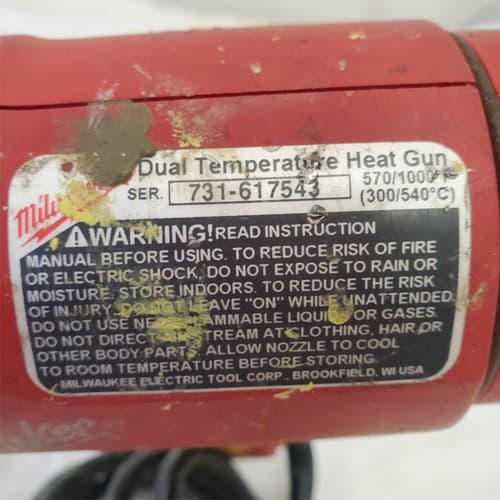 Dual Temperature Heat Gun
SER. 731-617543
570/1000°F
(300/540°C)
WARNING! READ INSTRUCTION
MANUAL BEFORE USING. TO REDUCE RISK OF FIRE
OR ELECTRIC SHOCK, DO NOT EXPOSE TO RAIN OR
MOISTURE. STORE INDOORS. TO REDUCE THE RISK
OF INJURY, DO NOT LEAVE "ON" WHILE UNATTENDED.
DO NOT USE LIQUIDS OR GASES.
DO NOT DIRECT AT CLOTHING, HAIR OR
OTHER BODY PARTS. ALLOW NOZZLE TO COOL
TO ROOM TEMPERATURE BEFORE STORING.
MILWAUKEE ELECTRIC TOOL CORP., BROOKFIELD, WI USA